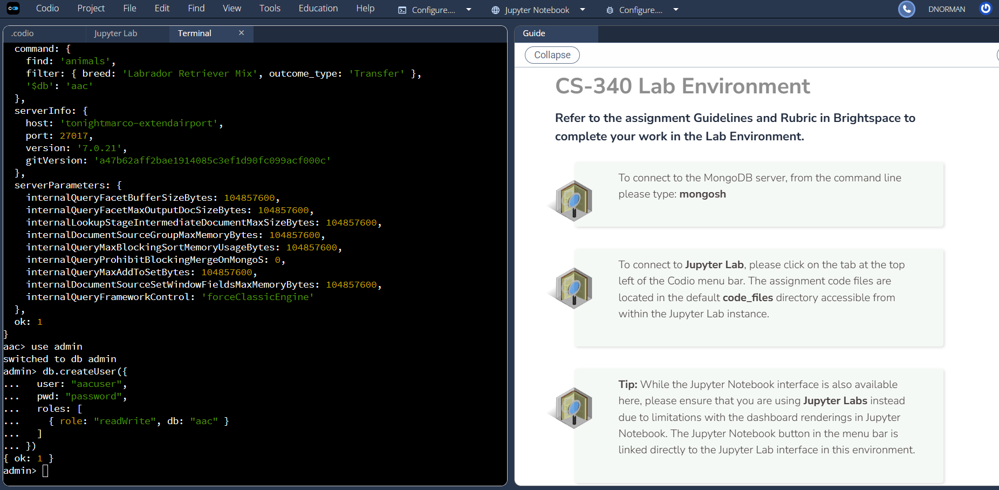 Codio Project File Edit Find View Tools Education Help Configure.... Jupyter Notebook Configure.... DNORMAN
.codio Jupyter Lab Terminal ×
command: {
find: 'animals',
filter: { breed: 'Labrador Retriever Mix', outcome_type: 'Transfer' },
'$db': 'aac'
},
serverInfo: {
host: 'tonightmarco-extendairport',
port: 27017,
version: '7.0.21',
gitVersion: 'a47b62aff2bae1914085c3ef1d90fc099acf000c'
},
serverParameters: {
internalQueryFacetBufferSizeBytes: 104857600,
internalQueryFacetMaxOutputDocSizeBytes: 104857600,
internalLookupStageIntermediateDocumentMaxSizeBytes: 104857600,
internalDocumentSourceGroupMaxMemoryBytes: 104857600,
internalQueryMaxBlockingSortMemoryUsageBytes: 104857600,
internalQueryProhibitBlockingMergeOnMongoS: 0,
internalQueryMaxAddToSetBytes: 104857600,
internalDocumentSourceSetWindowFieldsMaxMemoryBytes: 104857600,
internalQueryFrameworkControl: 'forceClassicEngine'
},
ok: 1
}
aac> use admin
switched to db admin
admin> db.createUser({
... user: "aacuser",
... pwd: "password",
... roles: [
... { role: "readWrite", db: "aac" }
... ]
... })
{ ok: 1 }
admin>
Guide
Collapse
CS-340 Lab Environment
Refer to the assignment Guidelines and Rubric in Brightspace to
complete your work in the Lab Environment.
To connect to the MongoDB server, from the command line
please type: mongosh
To connect to Jupyter Lab, please click on the tab at the top
left of the Codio menu bar. The assignment code files are
located in the default code_files directory accessible from
within the Jupyter Lab instance.
Tip: While the Jupyter Notebook interface is also available
here, please ensure that you are using Jupyter Labs instead
due to limitations with the dashboard renderings in Jupyter
Notebook. The Jupyter Notebook button in the menu bar is
linked directly to the Jupyter Lab interface in this environment.